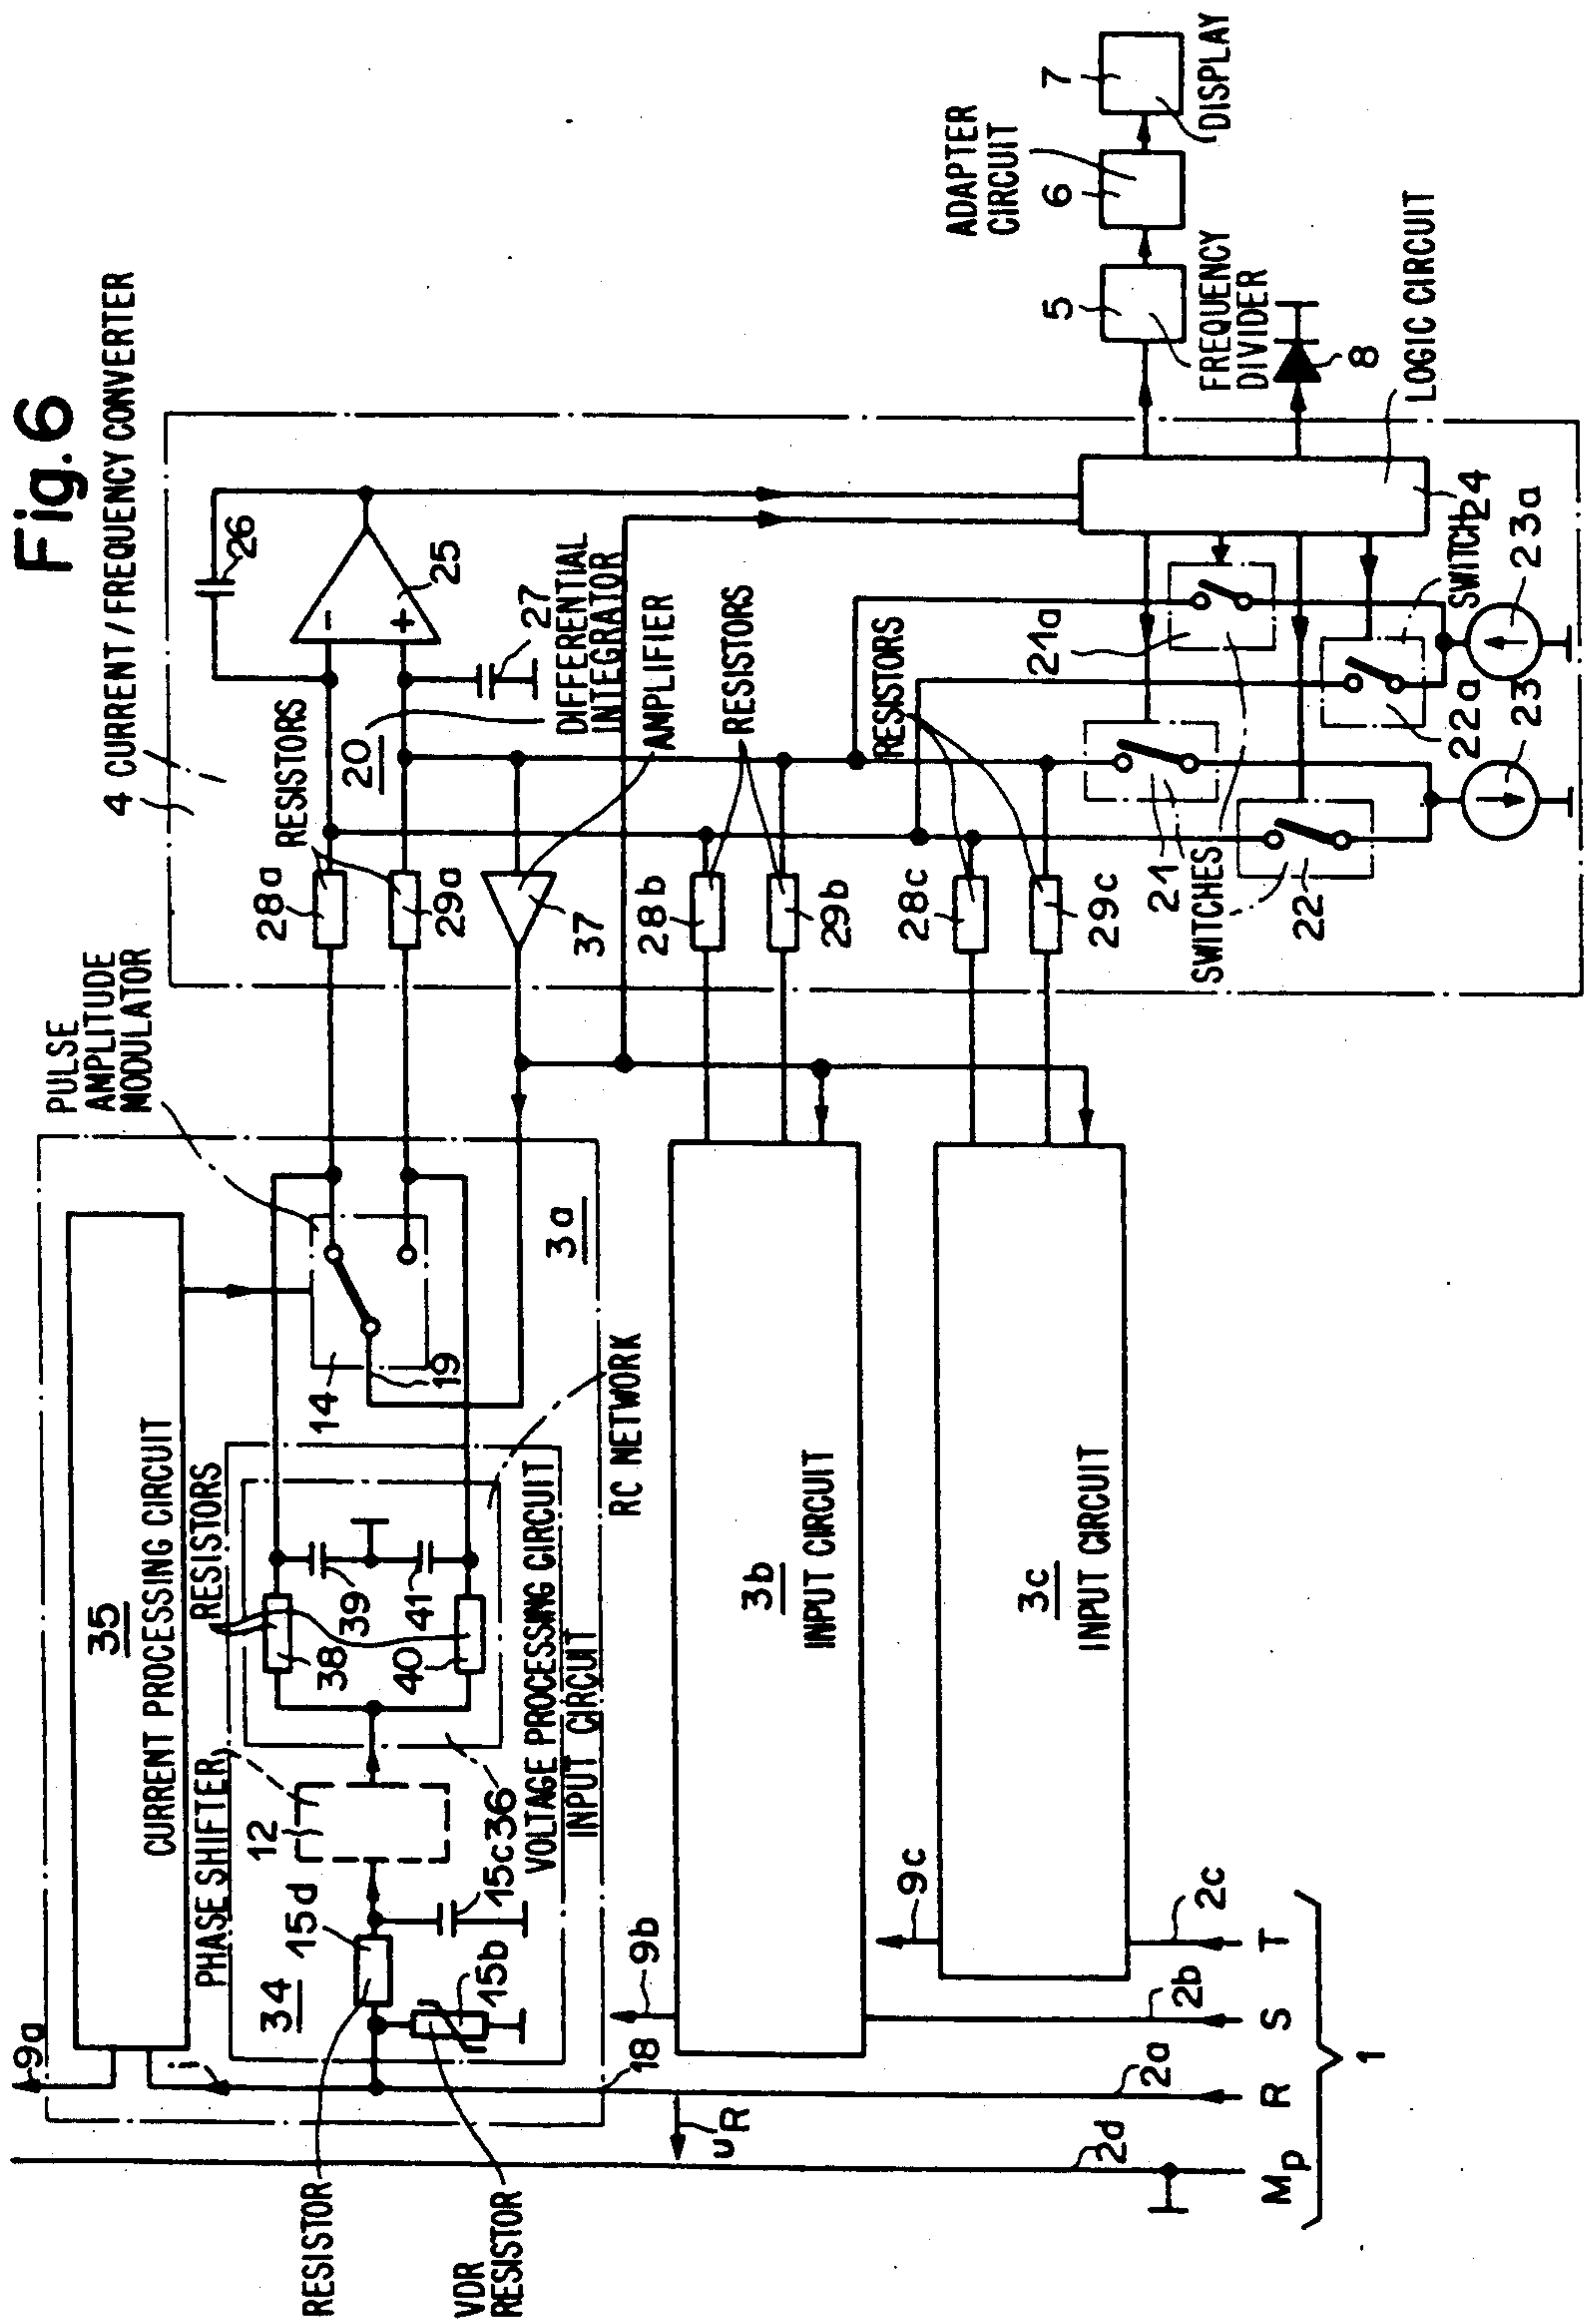 Fig. 6
4 CURRENT / FREQUENCY CONVERTER
PULSE
AMPLITUDE
MODULATOR
RESISTORS
28a
29a
20
26
25
-
+
27
DIFFERENTIAL
INTEGRATOR
AMPLIFIER
37
RESISTORS
28b
29b
RESISTORS
28c
29c
21a
21
SWITCHES
22
22a
SWITCH
23
23a
24
LOGIC CIRCUIT
5
FREQUENCY
DIVIDER
8
ADAPTER
CIRCUIT
6
7
DISPLAY
9a
35
CURRENT PROCESSING CIRCUIT
i
PHASE SHIFTER
RESISTORS
14
19
3a
34
15d
12
38
39
40
41
15c
36
15b
VOLTAGE PROCESSING CIRCUIT
INPUT CIRCUIT
RC NETWORK
18
RESISTOR
VDR
RESISTOR
9b
3b
INPUT CIRCUIT
9c
3c
INPUT CIRCUIT
uR
2d
2a
2b
2c
Mp
R
S
T
1